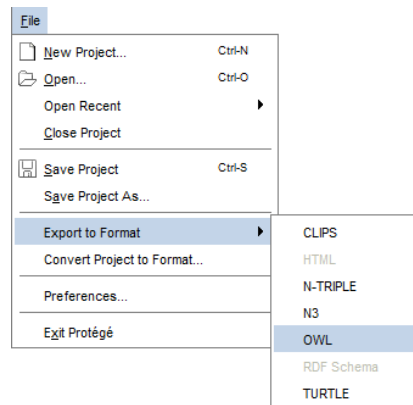 File
New Project... Ctrl-N
Open... Ctrl-O
Open Recent
Close Project
Save Project Ctrl-S
Save Project As...
Export to Format
Convert Project to Format...
Preferences...
Exit Protégé
CLIPS
HTML
N-TRIPLE
N3
OWL
RDF Schema
TURTLE